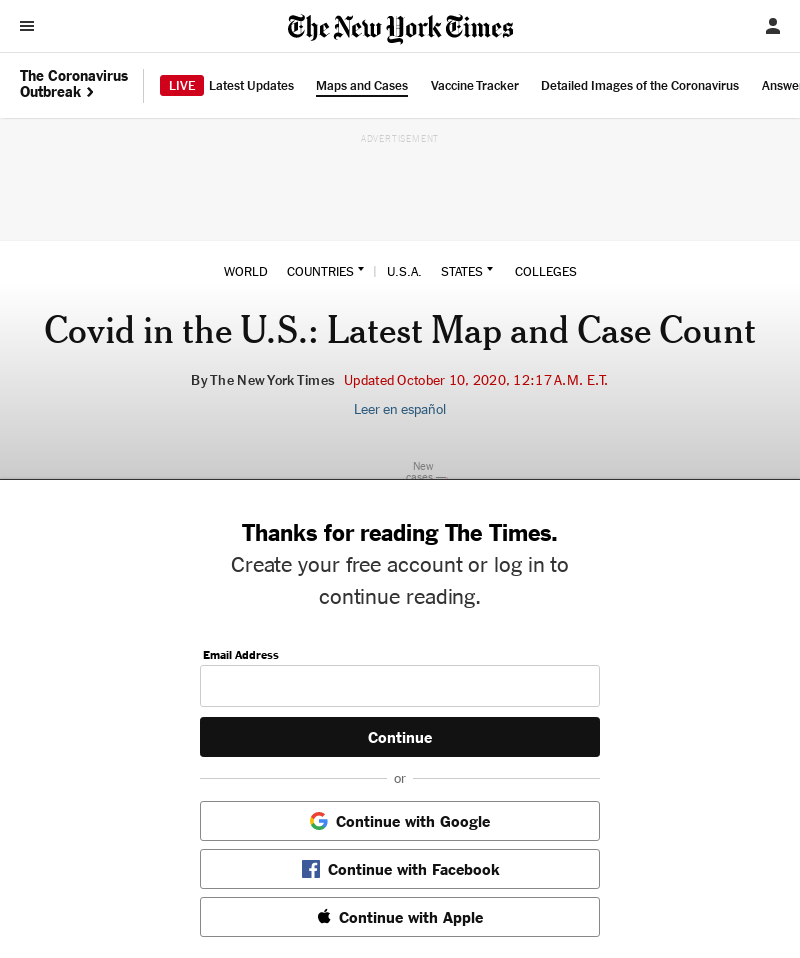 The New York Times
The Coronavirus
Outbreak
LIVE Latest Updates Maps and Cases Vaccine Tracker Detailed Images of the Coronavirus Answe
ADVERTISEMENT
WORLD COUNTRIES | U.S.A. STATES COLLEGES
Covid in the U.S.: Latest Map and Case Count
By The New York Times Updated October 10, 2020, 12:17 A.M. E.T.
Leer en español
New
cases —
Thanks for reading The Times.
Create your free account or log in to
continue reading.
Email Address
Continue
or
Continue with Google
Continue with Facebook
Continue with Apple